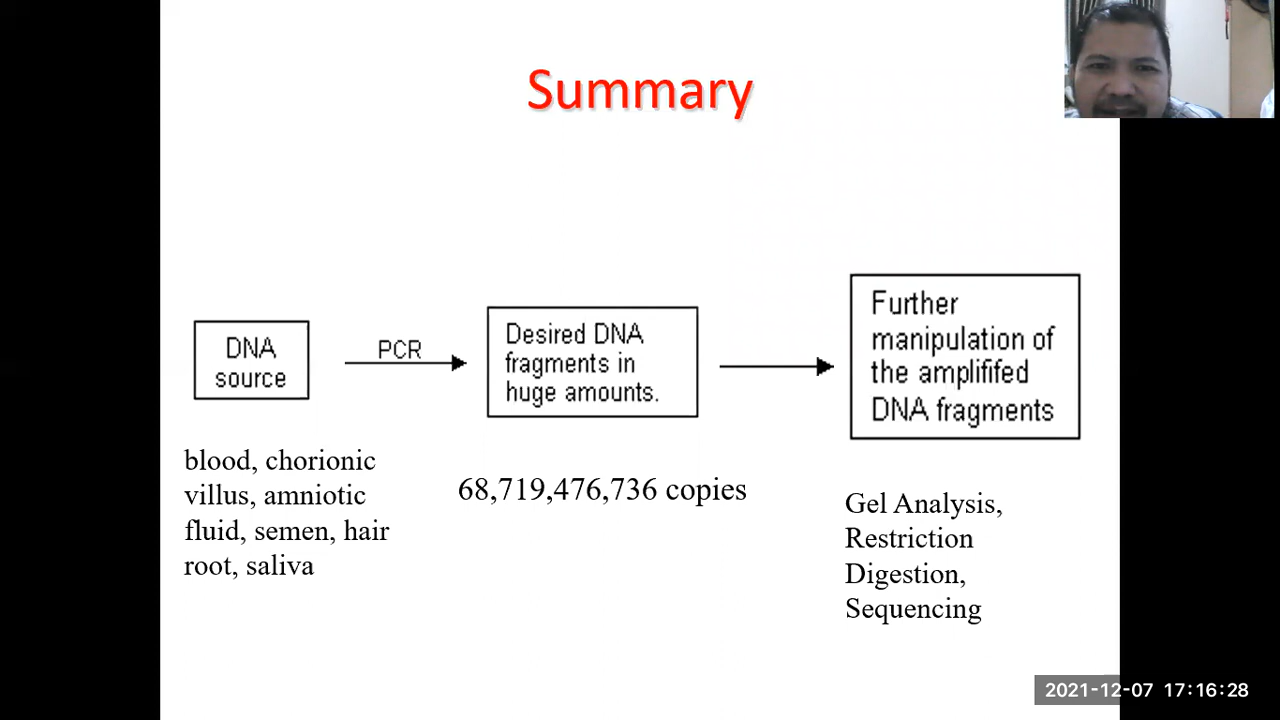 Summary
DNA
source
PCR
Desired DNA
fragments in
huge amounts.
Further
manipulation of
the amplififed
DNA fragments
blood, chorionic
villus, amniotic
fluid, semen, hair
root, saliva
68,719,476,736 copies
Gel Analysis,
Restriction
Digestion,
Sequencing
2021-12-07 17:16:28